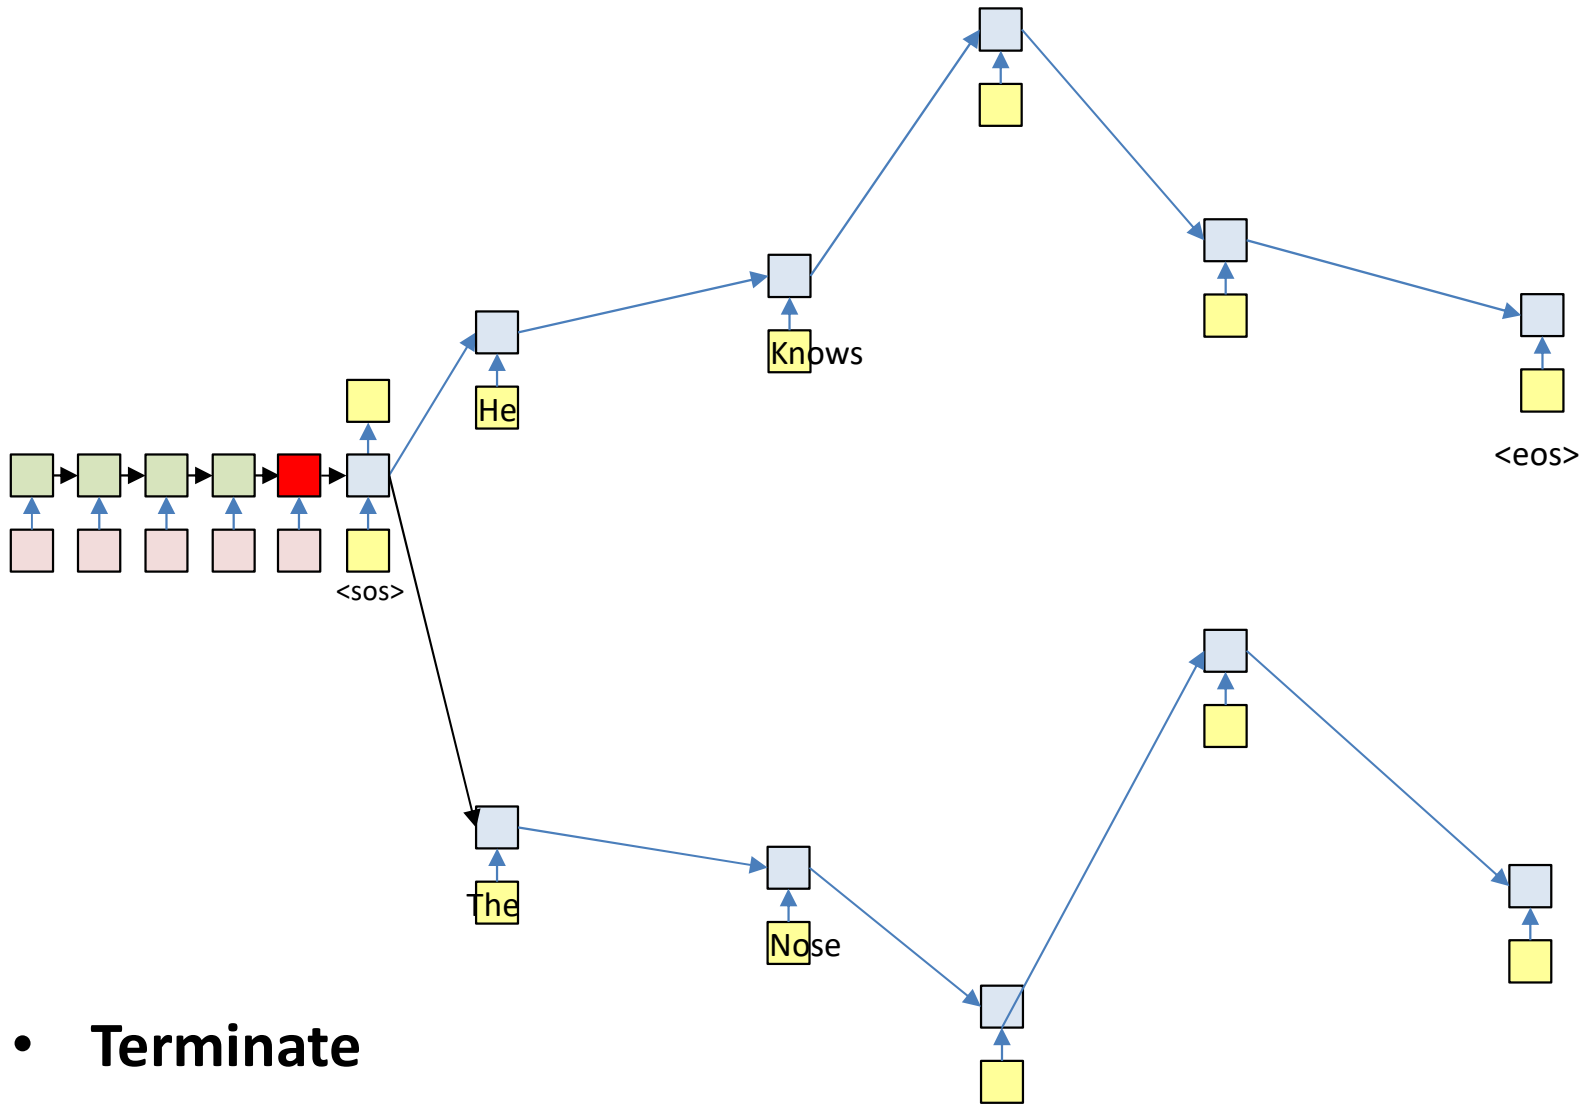 Knows
He
<eos>
<sos>
The
Nose
• Terminate